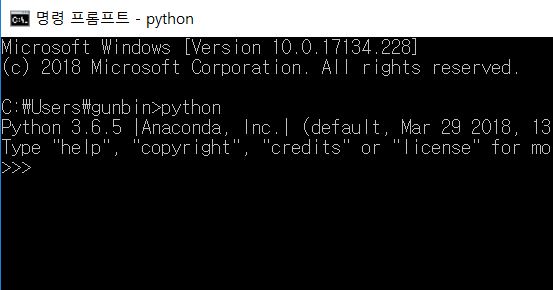 명령 프롬프트 - python
Microsoft Windows [Version 10.0.17134.228]
(c) 2018 Microsoft Corporation. All rights reserved.
C:₩Users₩gunbin>python
Python 3.6.5 |Anaconda, Inc.| (default, Mar 29 2018, 13
Type "help", "copyright", "credits" or "license" for mo
>>>